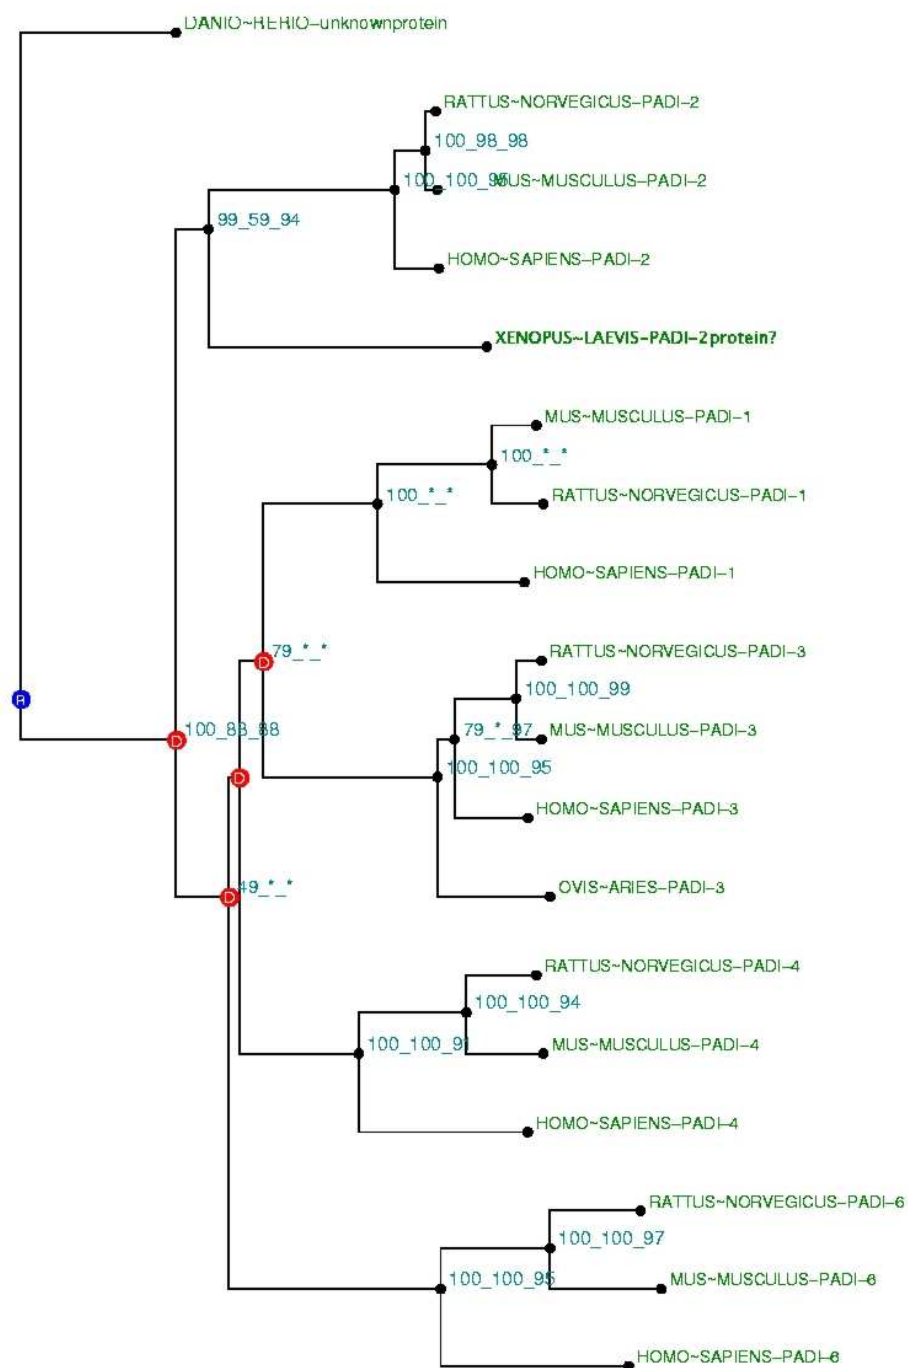 DANIO~RERIO-unknownprotein
RATTUS~NORVEGICUS-PADI-2
100_98_98
100_100_95
MUS~MUSCULUS-PADI-2
99_59_94
HOMO~SAPIENS-PADI-2
XENOPUS~LAEVIS-PADI-2protein?
MUS~MUSCULUS-PADI-1
100_*_*
100_*_*
RATTUS~NORVEGICUS-PADI-1
HOMO~SAPIENS-PADI-1
79_*_*
D
RATTUS~NORVEGICUS-PADI-3
100_100_99
R
D
100_88_88
79_*_97
MUS~MUSCULUS-PADI-3
100_100_95
D
HOMO~SAPIENS-PADI-3
49_*_*
D
OVIS~ARIES-PADI-3
RATTUS~NORVEGICUS-PADI-4
100_100_94
100_100_91
MUS~MUSCULUS-PADI-4
HOMO~SAPIENS-PADI-4
RATTUS~NORVEGICUS-PADI-6
100_100_97
100_100_95
MUS~MUSCULUS-PADI-6
HOMO~SAPIENS-PADI-6